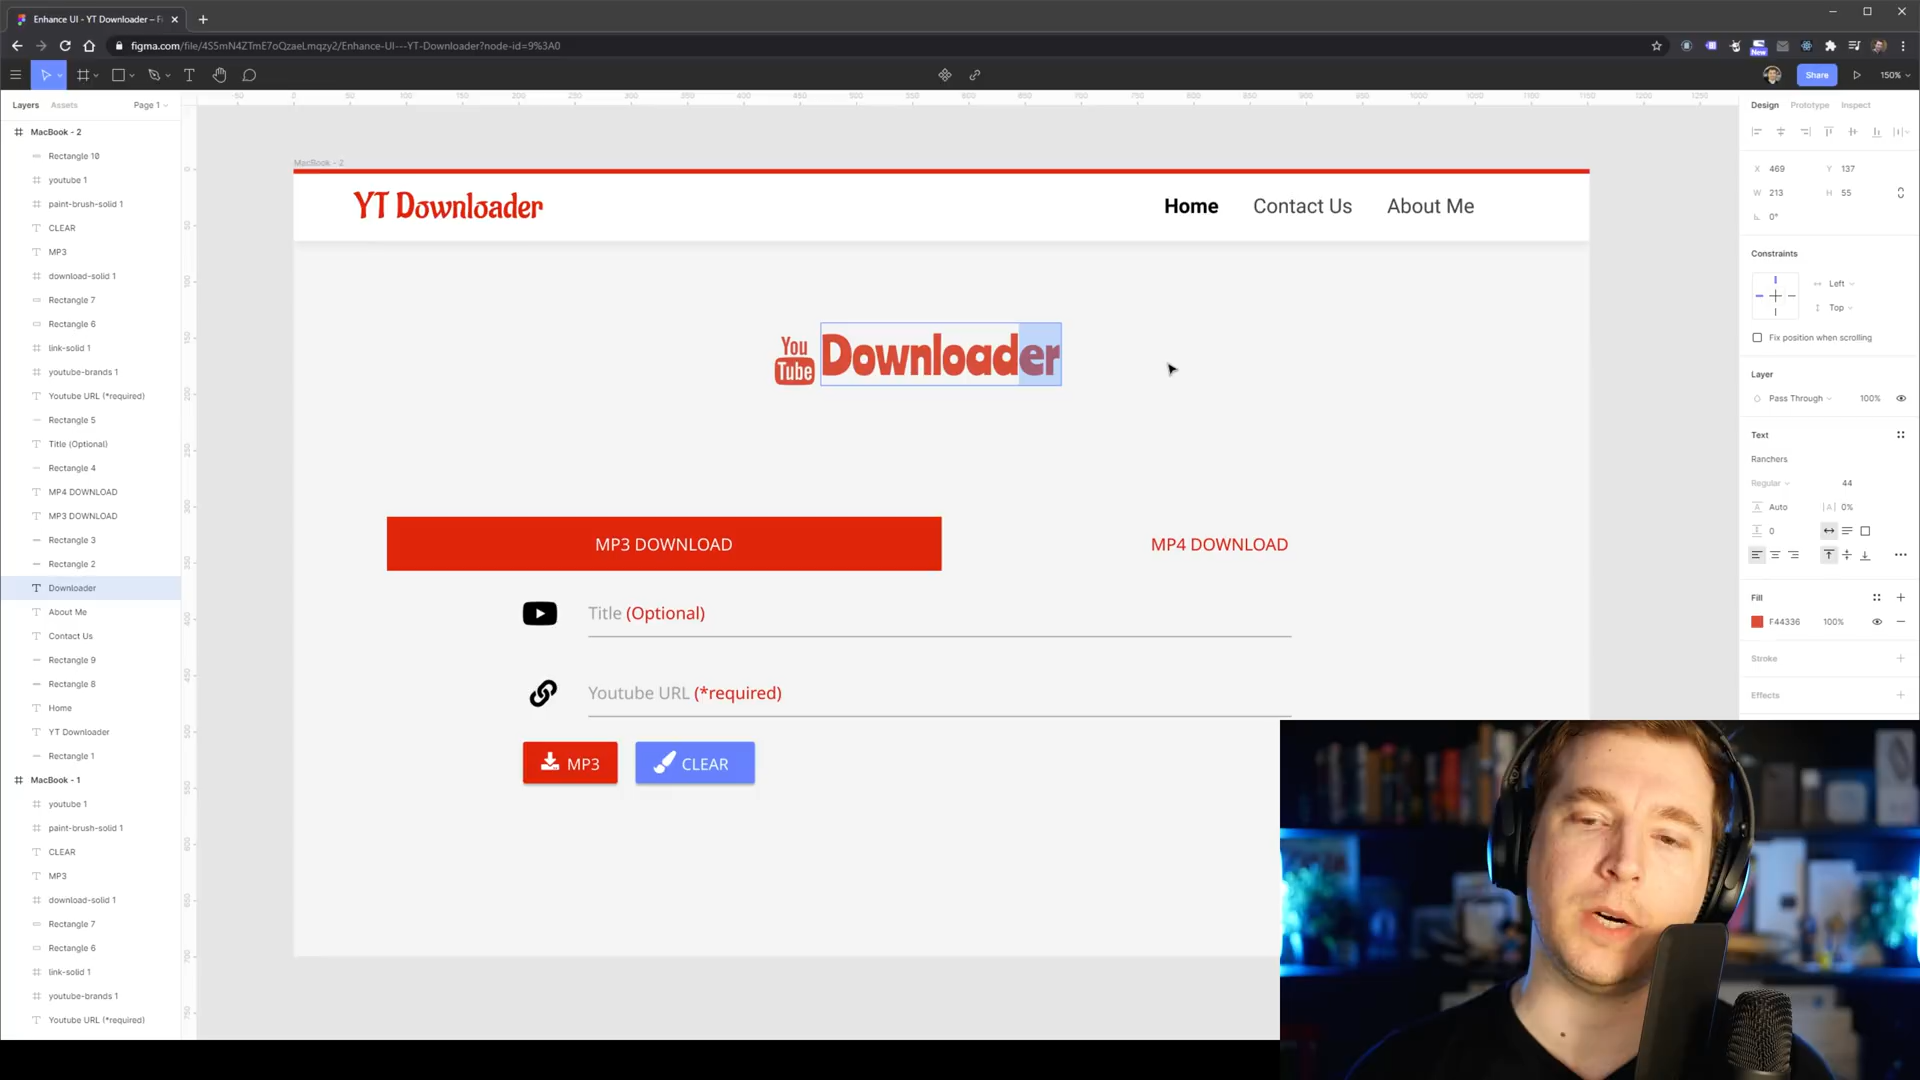 Enhance UI - YT Downloader – Fi
figma.com/file/4S5mN4ZTmE7oQzaeLmqzy2/Enhance-UI---YT-Downloader?node-id=9%3A0
New
Share
150%
Layers
Assets
Page 1
MacBook - 2
Rectangle 10
youtube 1
paint-brush-solid 1
CLEAR
MP3
download-solid 1
Rectangle 7
Rectangle 6
link-solid 1
youtube-brands 1
Youtube URL (*required)
Rectangle 5
Title (Optional)
Rectangle 4
MP4 DOWNLOAD
MP3 DOWNLOAD
Rectangle 3
Rectangle 2
Downloader
About Me
Contact Us
Rectangle 9
Rectangle 8
Home
YT Downloader
Rectangle 1
MacBook - 1
youtube 1
paint-brush-solid 1
CLEAR
MP3
download-solid 1
Rectangle 7
Rectangle 6
link-solid 1
youtube-brands 1
Youtube URL (*required)
MacBook - 2
YT Downloader
Home
Contact Us
About Me
You
Tube
Downloader
MP3 DOWNLOAD
MP4 DOWNLOAD
Title (Optional)
Youtube URL (*required)
MP3
CLEAR
Design
Prototype
Inspect
X 469
Y 137
W 213
H 55
0°
Constraints
Left
Top
Fix position when scrolling
Layer
Pass Through
100%
Text
Ranchers
Regular
44
Auto
0%
0
Fill
F44336
100%
Stroke
Effects